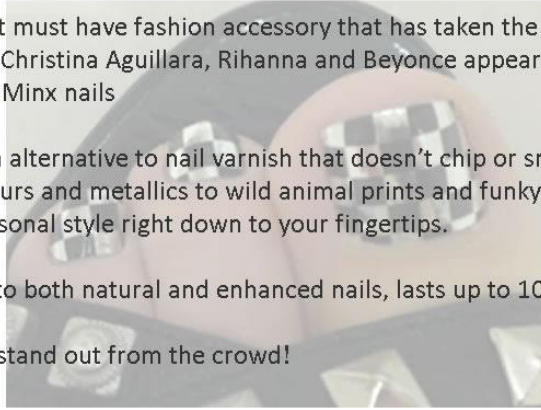 t must have fashion accessory that has taken the
Christina Aguillara, Rihanna and Beyonce appear
Minx nails
alternative to nail varnish that doesn't chip or
urs and metallics to wild animal prints and funky
sonal style right down to your fingertips.
to both natural and enhanced nails, lasts up to 10
stand out from the crowd!